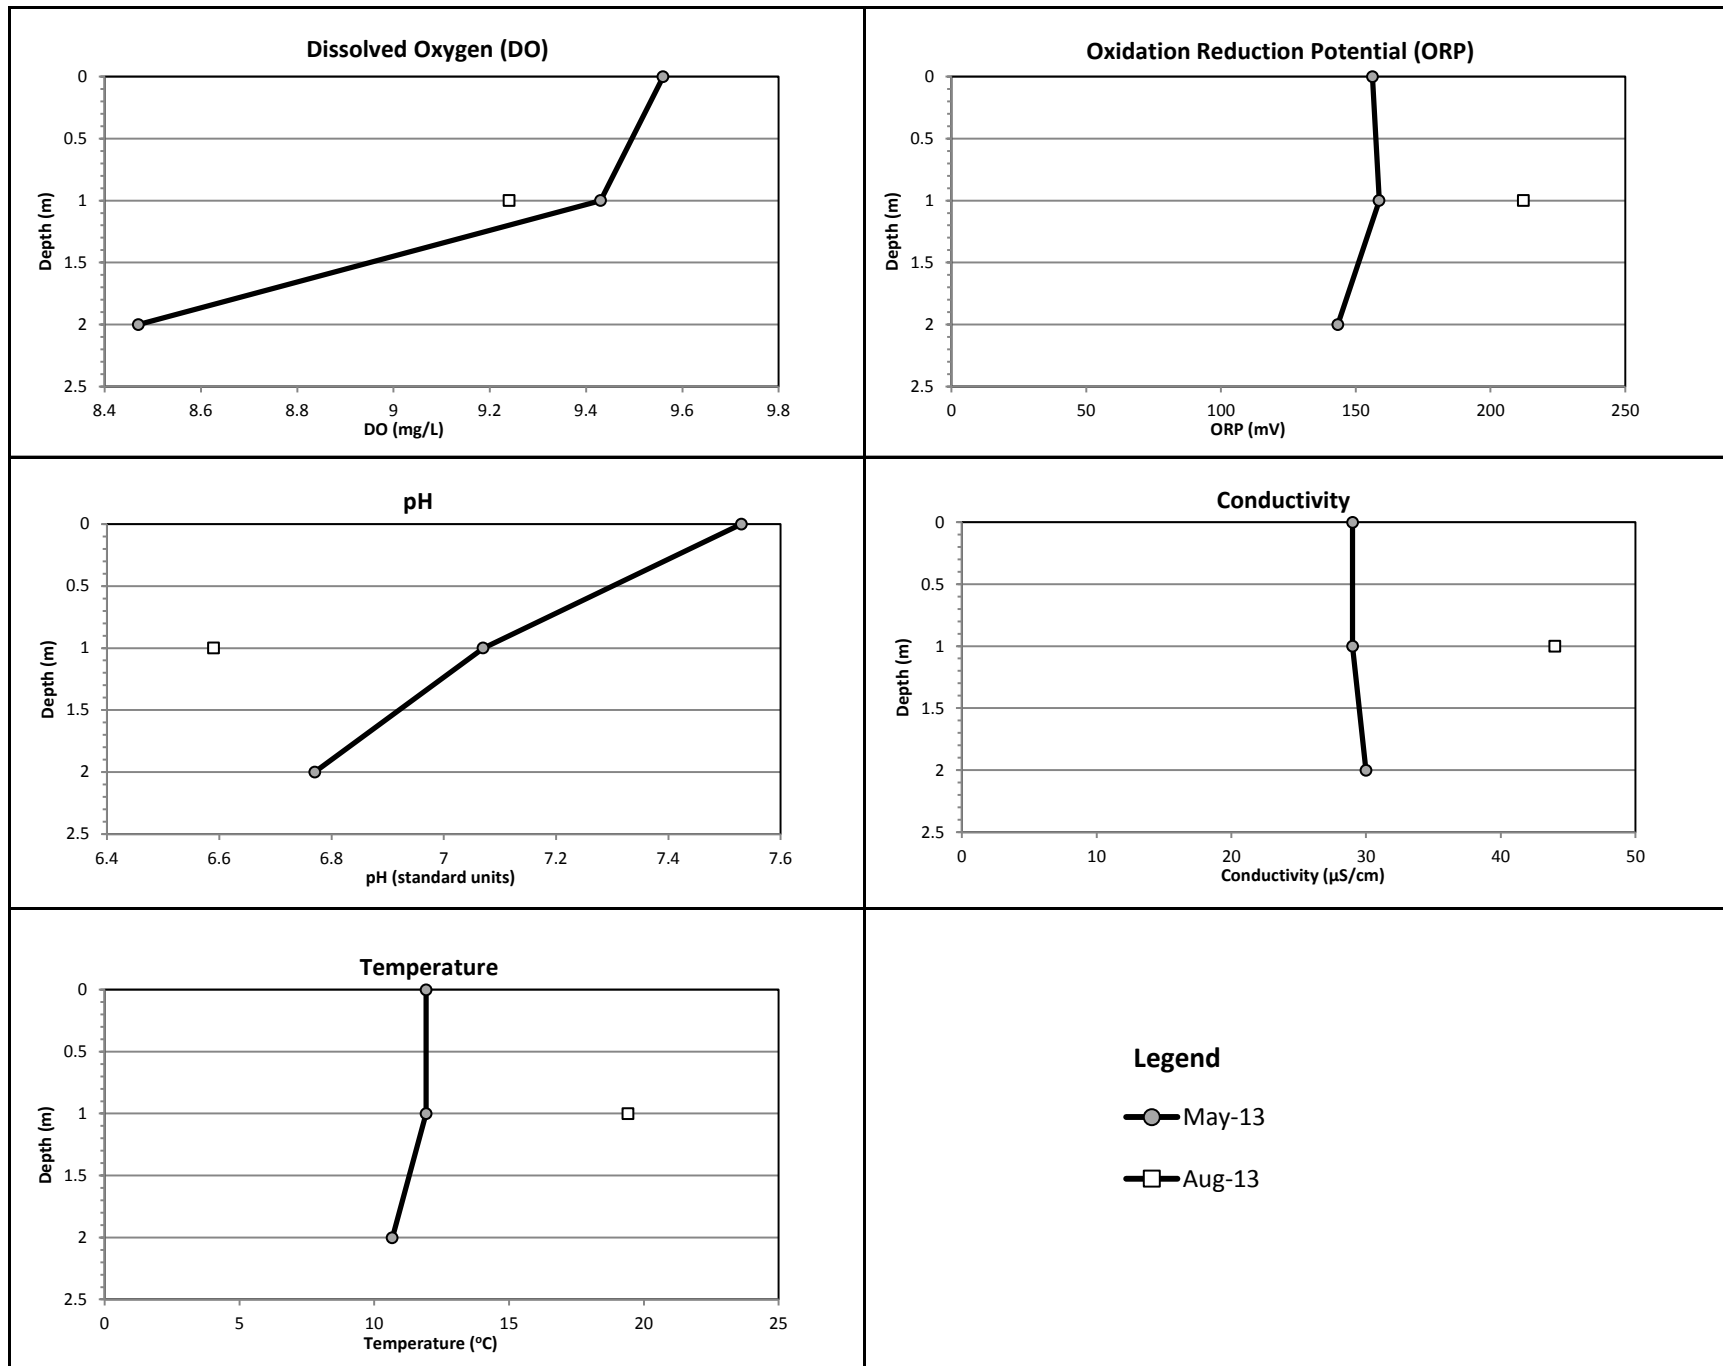 Dissolved Oxygen (DO)
0
0.5
1
1.5
2
2.5
Depth (m)
8.4 8.6 8.8 9 9.2 9.4 9.6 9.8
DO (mg/L)
Oxidation Reduction Potential (ORP)
0
0.5
1
1.5
2
2.5
Depth (m)
0 50 100 150 200 250
ORP (mV)
pH
0
0.5
1
1.5
2
2.5
Depth (m)
6.4 6.6 6.8 7 7.2 7.4 7.6
pH (standard units)
Conductivity
0
0.5
1
1.5
2
2.5
Depth (m)
0 10 20 30 40 50
Conductivity (µS/cm)
Temperature
0
0.5
1
1.5
2
2.5
Depth (m)
0 5 10 15 20 25
Temperature (°C)
Legend
May-13
Aug-13